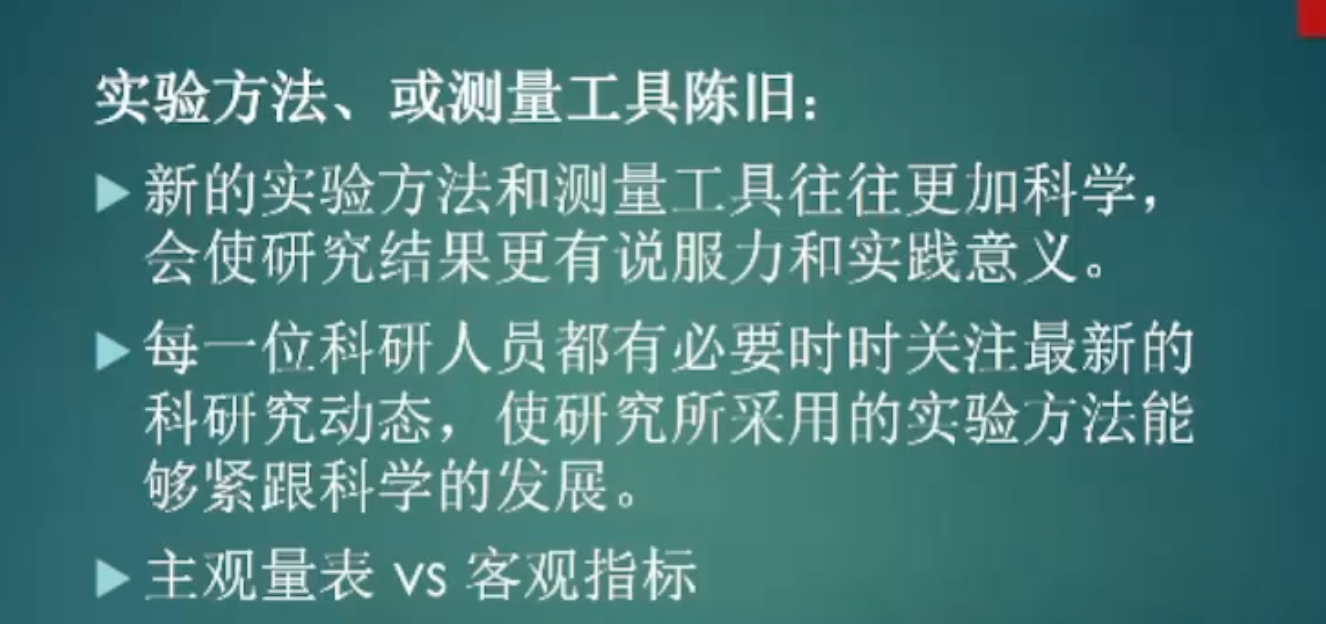 实验方法、或测量工具陈旧：
新的实验方法和测量工具往往更加科学，
会使研究结果更有说服力和实践意义。
每一位科研人员都有必要时时关注最新的
科研究动态，使研究所采用的实验方法能
够紧跟科学的发展。
主观量表 vs 客观指标